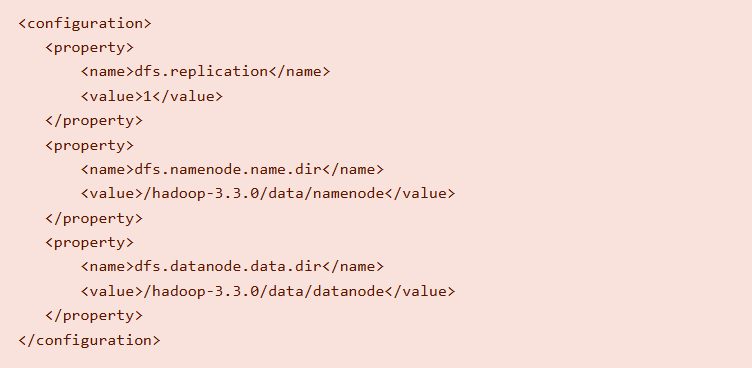 <configuration>
<property>
<name>dfs.replication</name>
<value>1</value>
</property>
<property>
<name>dfs.namenode.name.dir</name>
<value>/hadoop-3.3.0/data/namenode</value>
</property>
<property>
<name>dfs.datanode.data.dir</name>
<value>/hadoop-3.3.0/data/datanode</value>
</property>
</configuration>